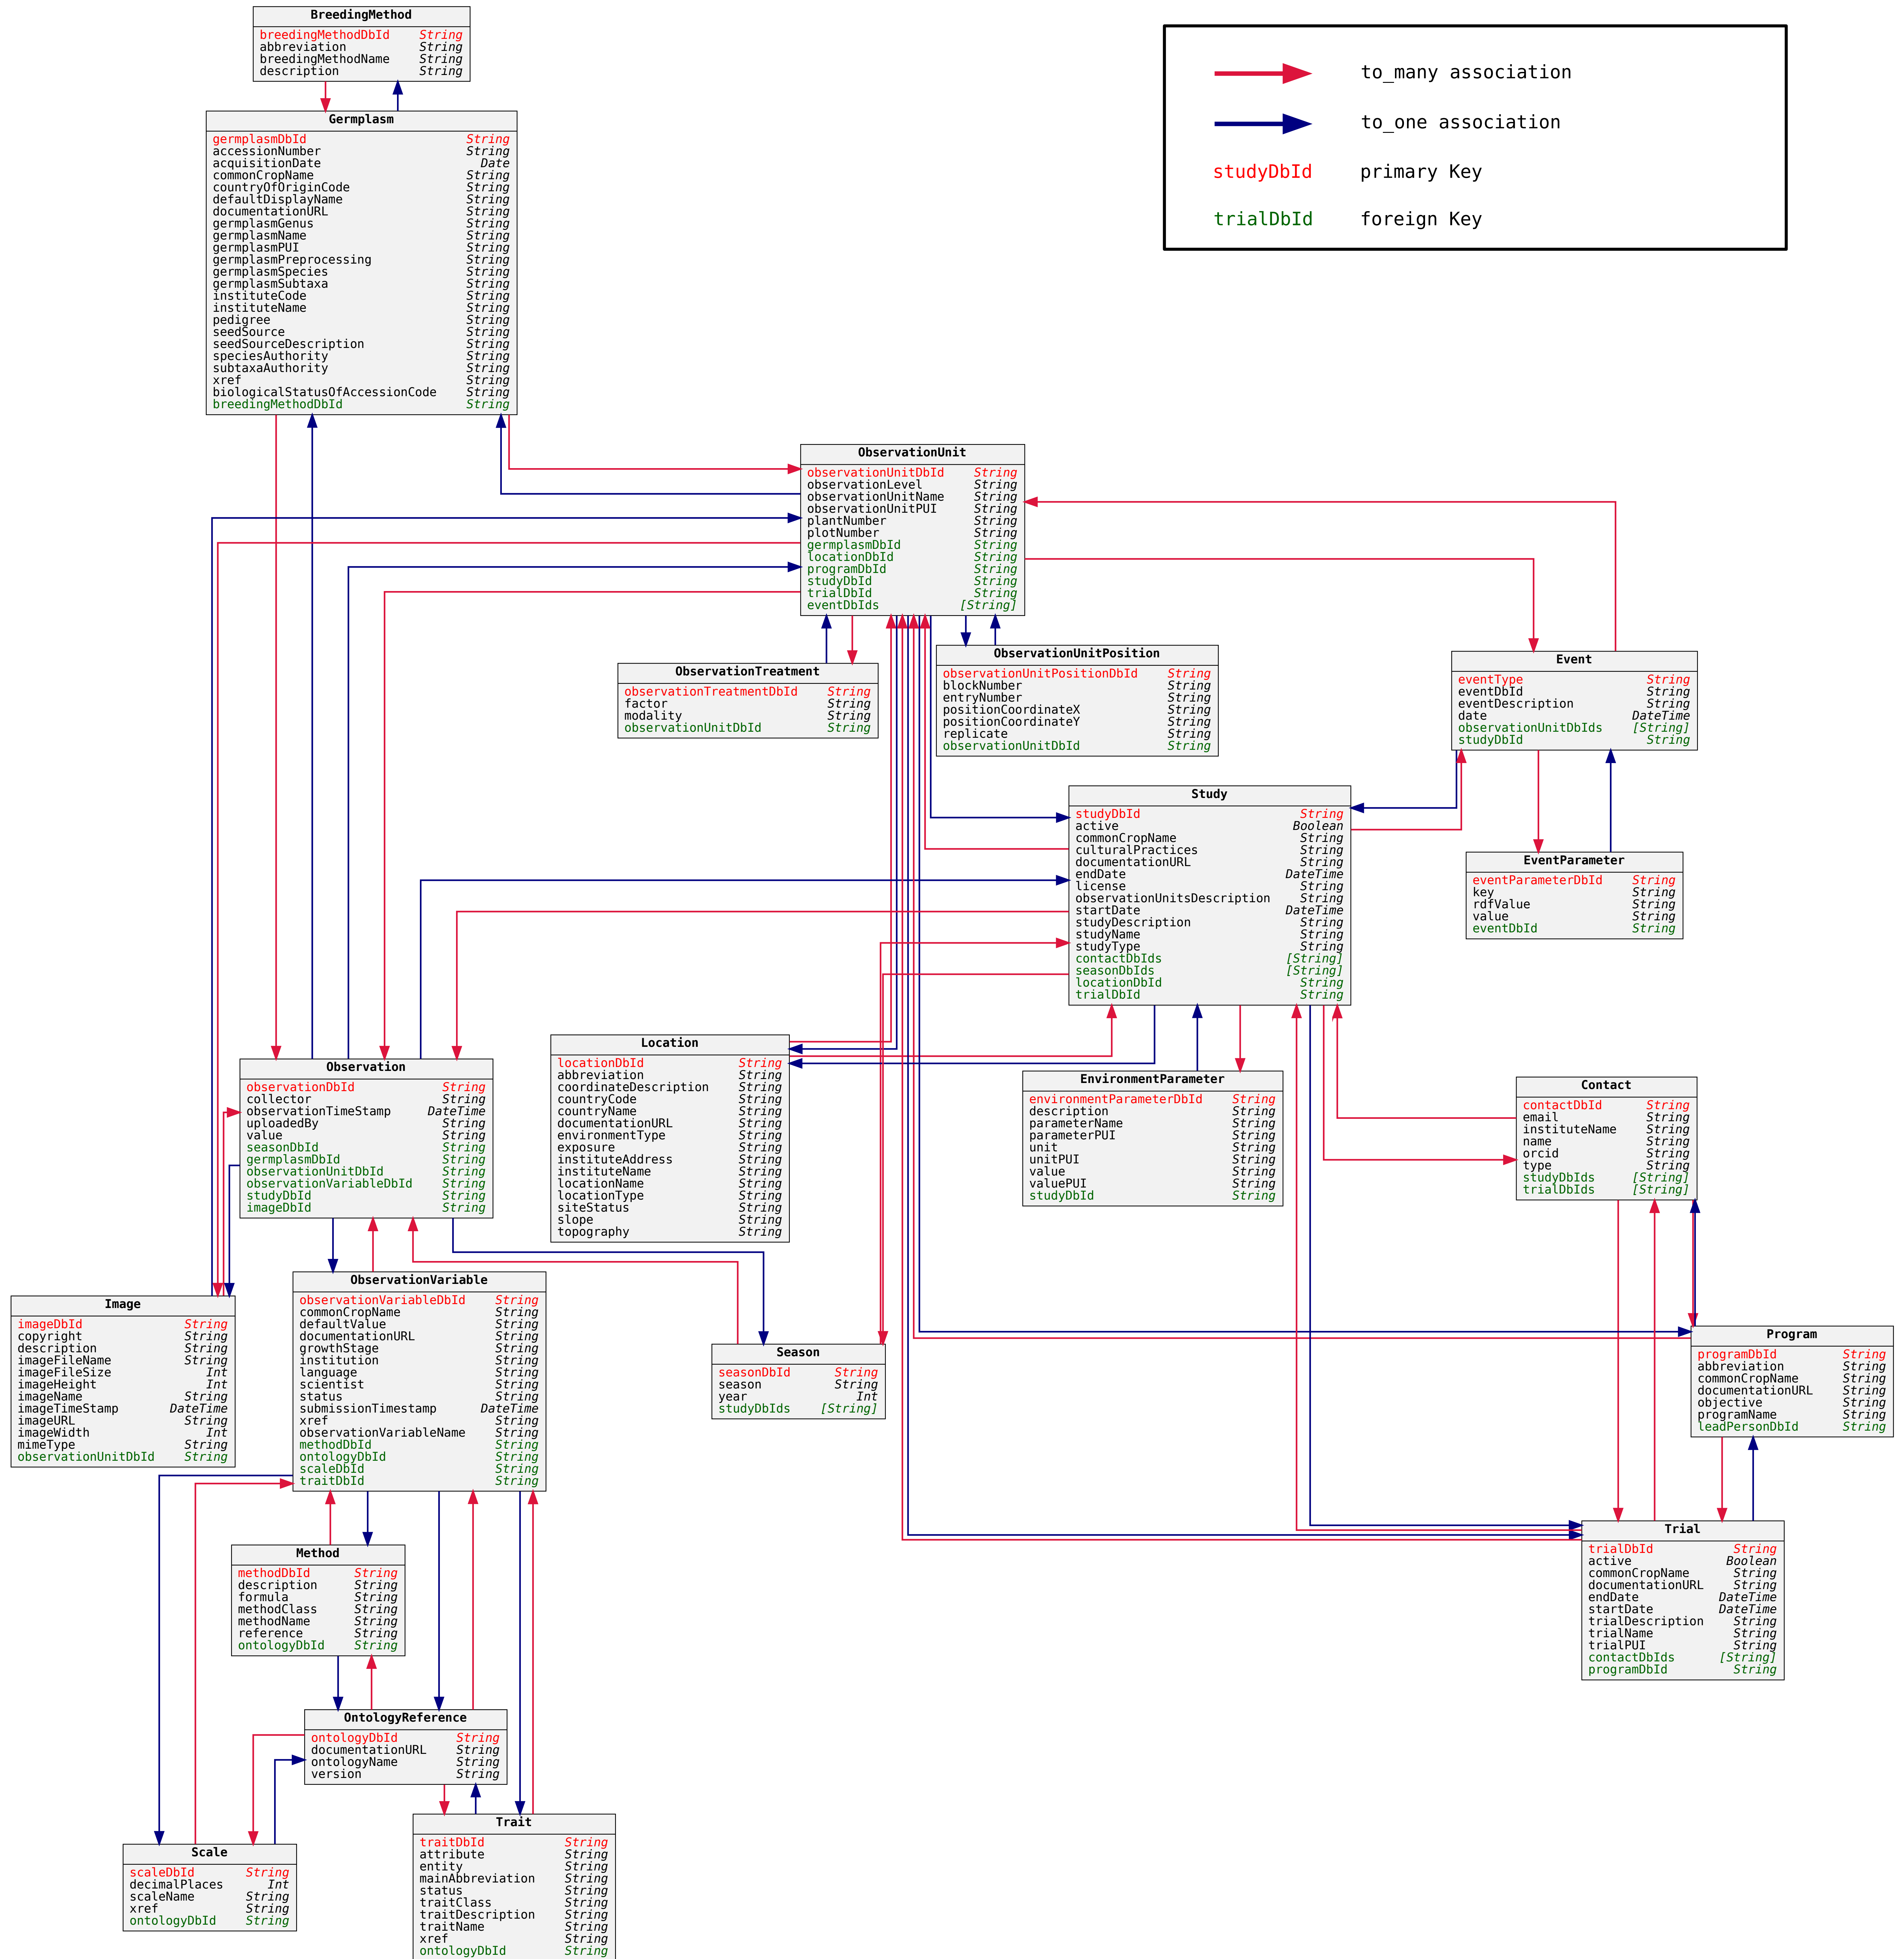 BreedingMethod
breedingMethodDbId String
abbreviation String
breedingMethodName String
description String
to_many association
to_one association
studyDbId primary Key
trialDbId foreign Key
Germplasm
germplasmDbId String
accessionNumber String
acquisitionDate Date
commonCropName String
countryOfOriginCode String
defaultDisplayName String
documentationURL String
germplasmGenus String
germplasmName String
germplasmPUI String
germplasmPreprocessing String
germplasmSpecies String
germplasmSubtaxa String
instituteCode String
instituteName String
pedigree String
seedSource String
seedSourceDescription String
speciesAuthority String
subtaxaAuthority String
xref String
biologicalStatusOfAccessionCode String
breedingMethodDbId String
ObservationUnit
observationUnitDbId String
observationLevel String
observationUnitName String
observationUnitPUI String
plantNumber String
plotNumber String
germplasmDbId String
locationDbId String
programDbId String
studyDbId String
trialDbId String
eventDbIds [String]
ObservationTreatment
observationTreatmentDbId String
factor String
modality String
observationUnitDbId String
ObservationUnitPosition
observationUnitPositionDbId String
blockNumber String
entryNumber String
positionCoordinateX String
positionCoordinateY String
replicate String
observationUnitDbId String
Event
eventType String
eventDbId String
eventDescription String
date DateTime
observationUnitDbIds [String]
studyDbId String
Study
studyDbId String
active Boolean
commonCropName String
culturalPractices String
documentationURL String
endDate DateTime
license String
observationUnitsDescription String
startDate DateTime
studyDescription String
studyName String
studyType String
contactDbIds [String]
seasonDbIds [String]
locationDbId String
trialDbId String
EventParameter
eventParameterDbId String
key String
rdfValue String
value String
eventDbId String
Observation
observationDbId String
collector String
observationTimeStamp DateTime
uploadedBy String
value String
seasonDbId String
germplasmDbId String
observationUnitDbId String
observationVariableDbId String
studyDbId String
imageDbId String
Location
locationDbId String
abbreviation String
coordinateDescription String
countryCode String
countryName String
documentationURL String
environmentType String
exposure String
instituteAddress String
instituteName String
locationName String
locationType String
siteStatus String
slope String
topography String
EnvironmentParameter
environmentParameterDbId String
description String
parameterName String
parameterPUI String
unit String
unitPUI String
value String
valuePUI String
studyDbId String
Contact
contactDbId String
email String
instituteName String
name String
orcid String
type String
studyDbIds [String]
trialDbIds [String]
Image
imageDbId String
copyright String
description String
imageFileName String
imageFileSize Int
imageHeight Int
imageName String
imageTimeStamp DateTime
imageURL String
imageWidth Int
mimeType String
observationUnitDbId String
ObservationVariable
observationVariableDbId String
commonCropName String
defaultValue String
documentationURL String
growthStage String
institution String
language String
scientist String
status String
submissionTimestamp DateTime
xref String
observationVariableName String
methodDbId String
ontologyDbId String
scaleDbId String
traitDbId String
Season
seasonDbId String
season String
year Int
studyDbIds [String]
Program
programDbId String
abbreviation String
commonCropName String
documentationURL String
objective String
programName String
leadPersonDbId String
Method
methodDbId String
description String
formula String
methodClass String
methodName String
reference String
ontologyDbId String
Trial
trialDbId String
active Boolean
commonCropName String
documentationURL String
endDate DateTime
startDate DateTime
trialDescription String
trialName String
trialPUI String
contactDbIds [String]
programDbId String
OntologyReference
ontologyDbId String
documentationURL String
ontologyName String
version String
Scale
scaleDbId String
decimalPlaces Int
scaleName String
xref String
ontologyDbId String
Trait
traitDbId String
attribute String
entity String
mainAbbreviation String
status String
traitClass String
traitDescription String
traitName String
xref String
ontologyDbId String